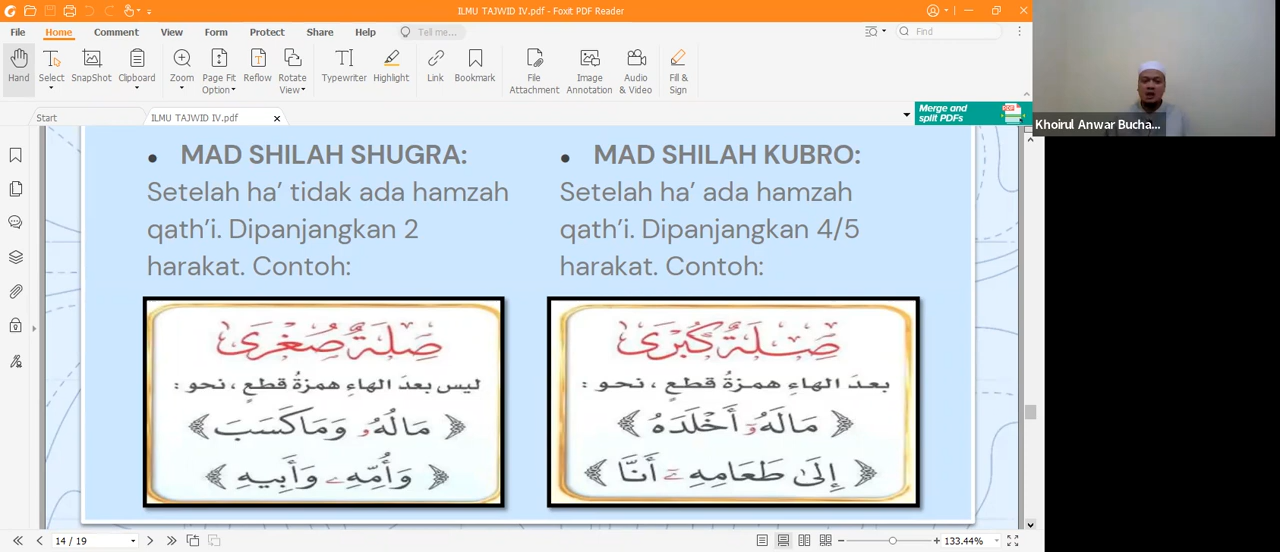 ILMU TAJWID IV.pdf - Foxit PDF Reader
File Home Comment View Form Protect Share Help Tell me... Find
Hand Select SnapShot Clipboard Zoom Page Fit Option Reflow Rotate View Typewriter Highlight Link Bookmark File Attachment Image Annotation Audio & Video Fill & Sign
Start ILMU TAJWID IV.pdf
Merge and split PDFs
Khoirul Anwar Bucha...
• MAD SHILAH SHUGRA:
Setelah ha’ tidak ada hamzah
qath’i. Dipanjangkan 2
harakat. Contoh:
صِلَةٌ صُغْرَى
ليس بعدَ الهاءِ همزةُ قطعٍ ، نحو :
﴿ مَالُهُۥ وَمَا كَسَبَ ﴾
﴿ وَأُمِّهِۦ وَأَبِيهِ ﴾
• MAD SHILAH KUBRO:
Setelah ha’ ada hamzah
qath’i. Dipanjangkan 4/5
harakat. Contoh:
صِلَةٌ كُبْرَى
بعدَ الهاءِ همزةُ قطعٍ ، نحو :
﴿ مَالَهُۥٓ أَخْلَدَهُ ﴾
﴿ إِلَىٰ طَعَامِهِۦٓ أَنَّا ﴾
14 / 19
133.44%